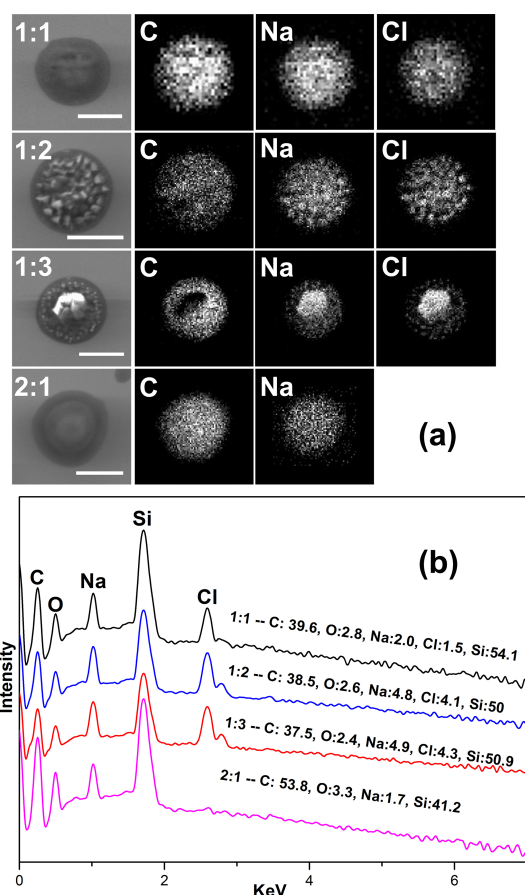 1:1 C Na Cl
1:2 C Na Cl
1:3 C Na Cl
2:1 C Na
(a)
(b)
Si
C
O
Na
Cl
1:1 -- C: 39.6, O:2.8, Na:2.0, Cl:1.5, Si:54.1
1:2 -- C: 38.5, O:2.6, Na:4.8, Cl:4.1, Si:50
1:3 -- C: 37.5, O:2.4, Na:4.9, Cl:4.3, Si:50.9
2:1 -- C: 53.8, O:3.3, Na:1.7, Si:41.2
Intensity
0 2 4 6
KeV